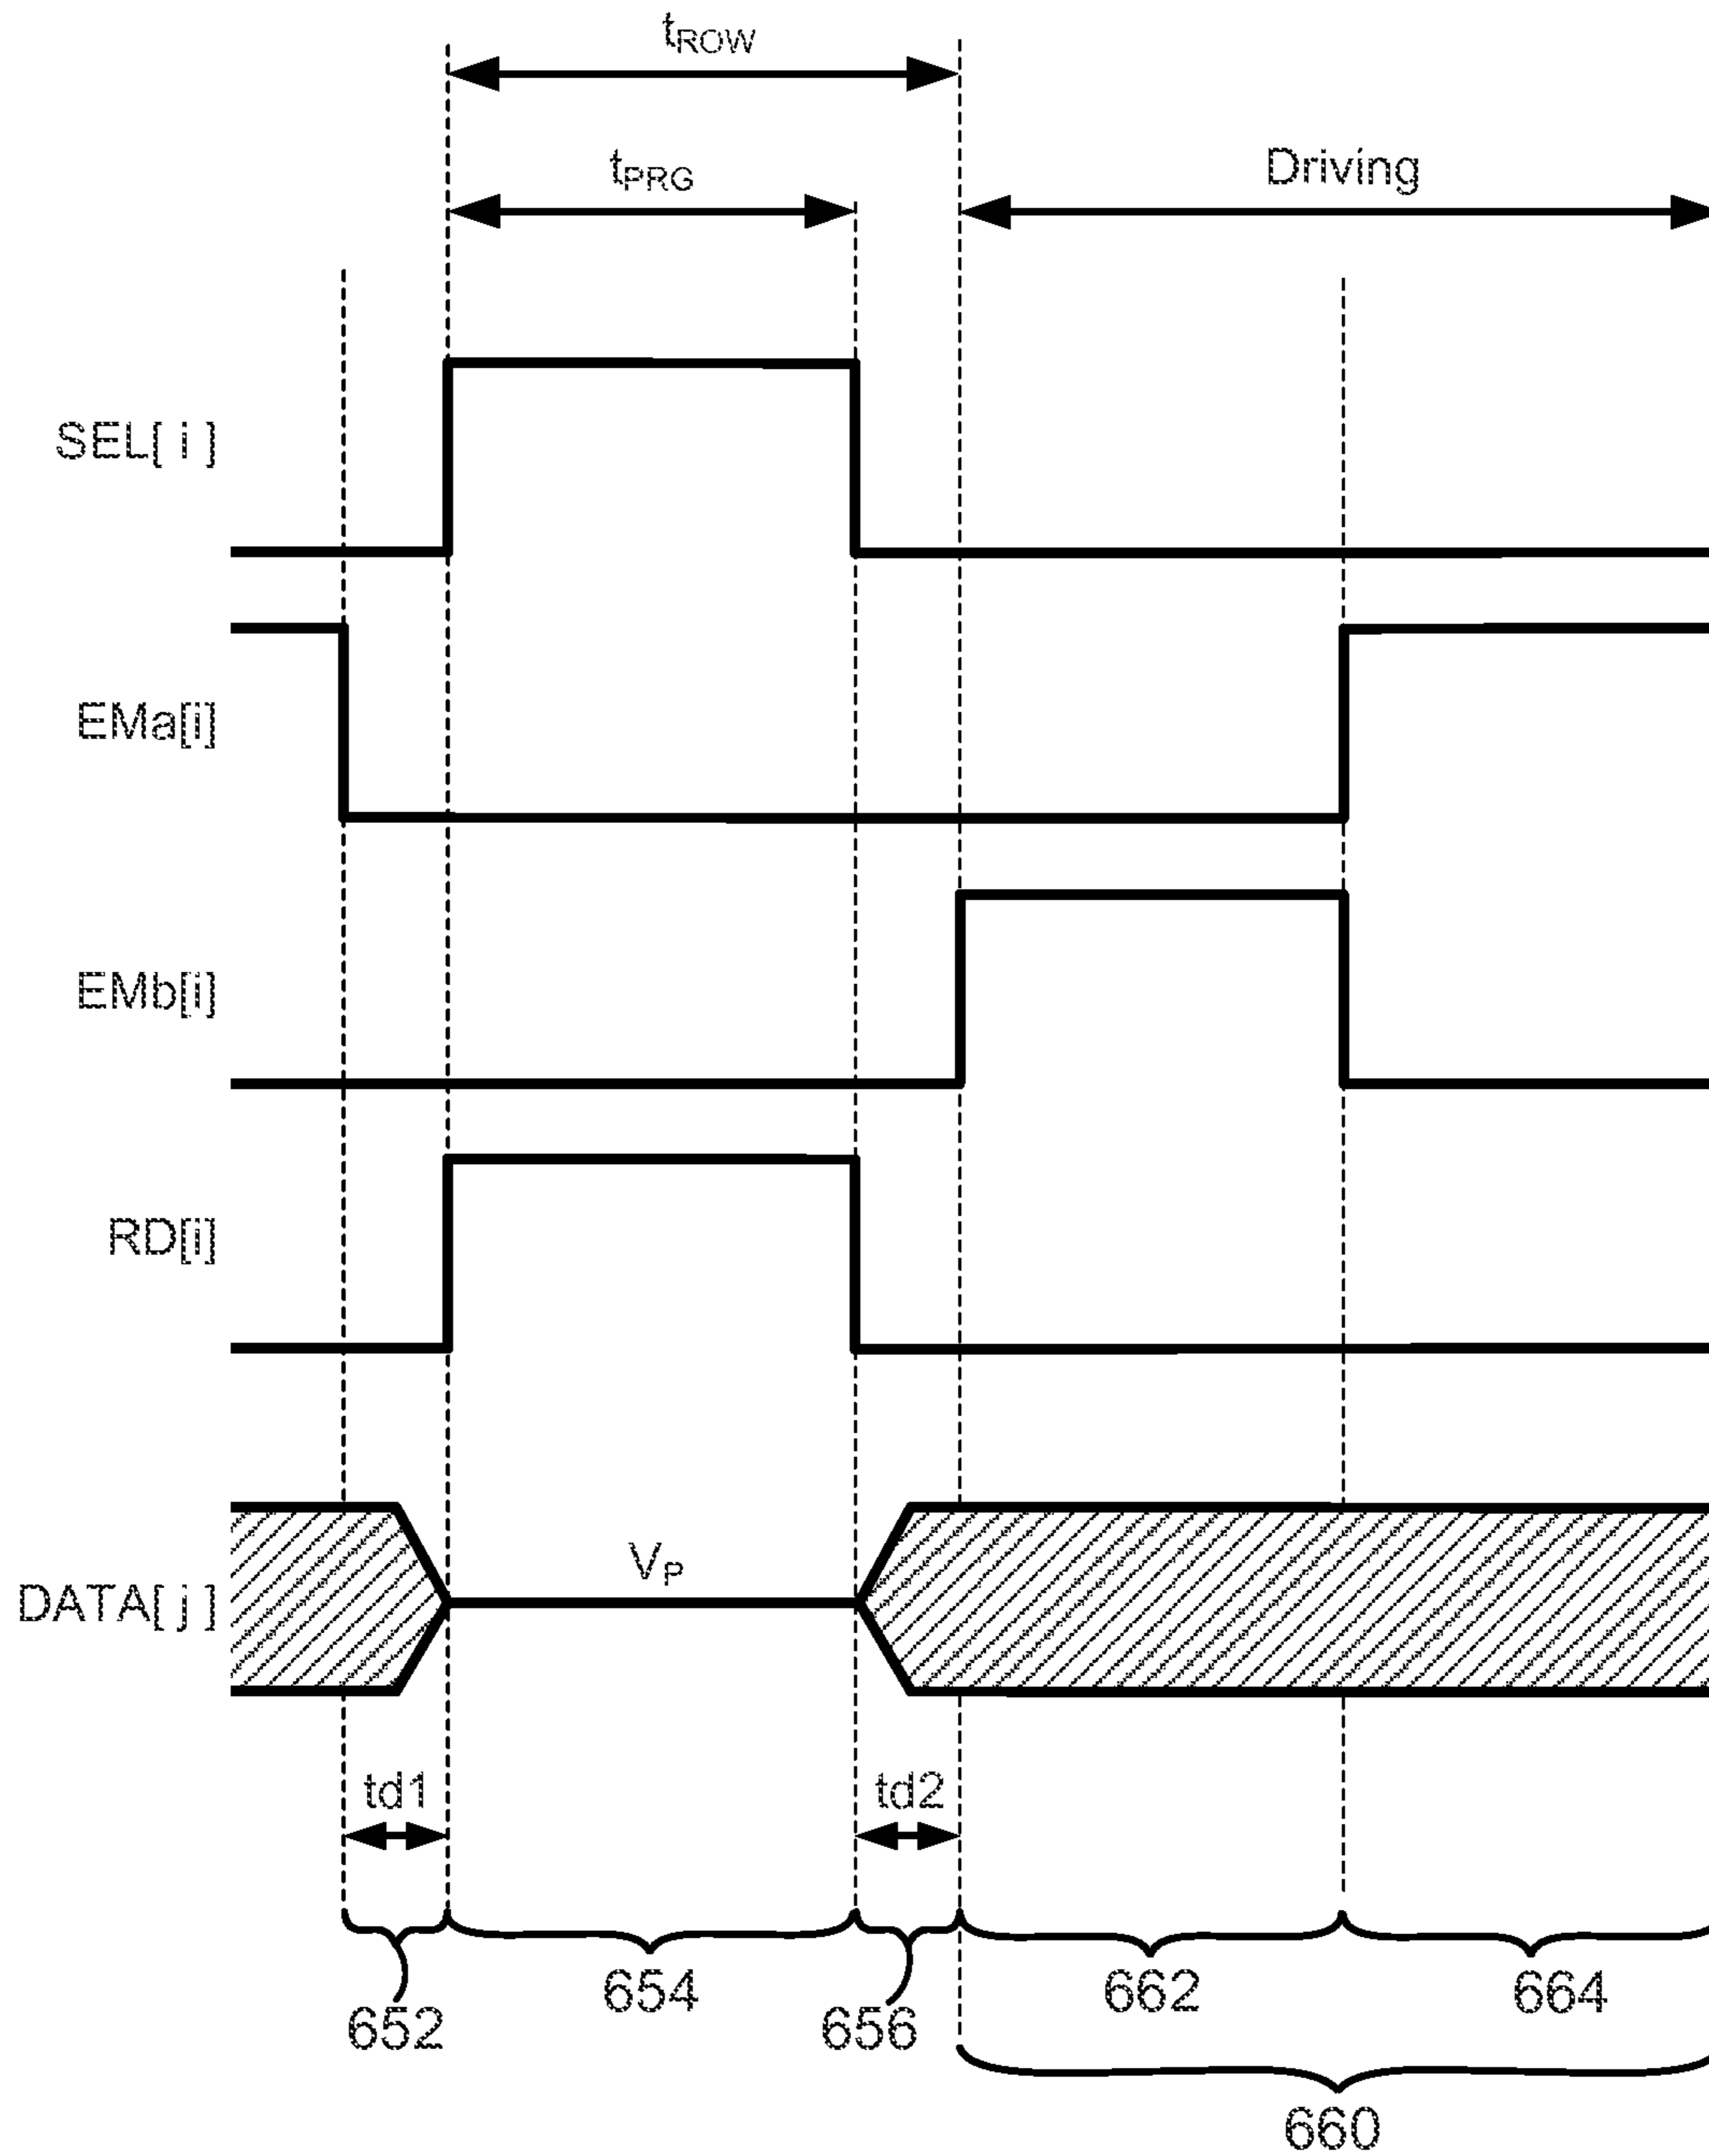 tROW
tPRG
Driving
SEL[ i ]
EMa[i]
EMb[i]
RD[i]
VP
DATA[ j ]
td1
td2
652
654
656
662
664
660